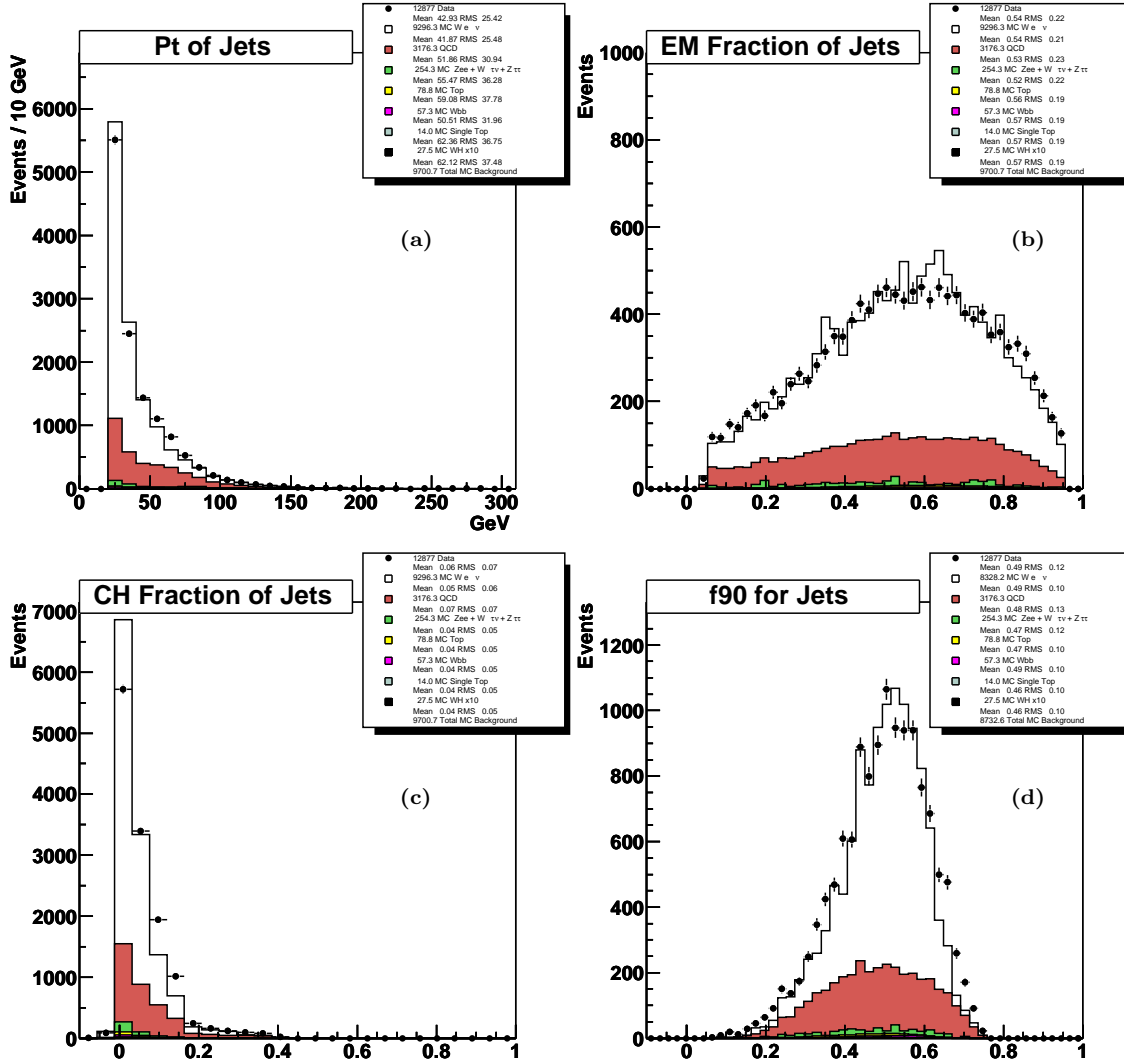 Pt of Jets
12877 Data
Mean 42.93 RMS 25.42
9296.3 MC W e ν
Mean 41.87 RMS 25.48
3176.3 QCD
Mean 51.86 RMS 30.94
254.3 MC Zee + W τν + Z ττ
Mean 55.47 RMS 36.28
78.8 MC Top
Mean 59.08 RMS 37.78
57.3 MC Wbb
Mean 50.51 RMS 31.96
14.0 MC Single Top
Mean 62.36 RMS 36.75
27.5 MC WH x10
Mean 62.12 RMS 37.48
9700.7 Total MC Background
Events / 10 GeV
6000
5000
4000
3000
2000
1000
0
0 50 100 150 200 250 300
GeV
(a)
EM Fraction of Jets
12877 Data
Mean 0.54 RMS 0.22
9296.3 MC W e ν
Mean 0.54 RMS 0.21
3176.3 QCD
Mean 0.53 RMS 0.23
254.3 MC Zee + W τν + Z ττ
Mean 0.52 RMS 0.22
78.8 MC Top
Mean 0.56 RMS 0.19
57.3 MC Wbb
Mean 0.57 RMS 0.19
14.0 MC Single Top
Mean 0.57 RMS 0.19
27.5 MC WH x10
Mean 0.57 RMS 0.19
9700.7 Total MC Background
Events
1000
800
600
400
200
0
0 0.2 0.4 0.6 0.8 1
(b)
CH Fraction of Jets
12877 Data
Mean 0.06 RMS 0.07
9296.3 MC W e ν
Mean 0.05 RMS 0.06
3176.3 QCD
Mean 0.07 RMS 0.07
254.3 MC Zee + W τν + Z ττ
Mean 0.04 RMS 0.05
78.8 MC Top
Mean 0.04 RMS 0.05
57.3 MC Wbb
Mean 0.04 RMS 0.05
14.0 MC Single Top
Mean 0.04 RMS 0.05
27.5 MC WH x10
Mean 0.04 RMS 0.05
9700.7 Total MC Background
Events
7000
6000
5000
4000
3000
2000
1000
0
0 0.2 0.4 0.6 0.8 1
(c)
f90 for Jets
12877 Data
Mean 0.49 RMS 0.12
8328.2 MC W e ν
Mean 0.49 RMS 0.10
3176.3 QCD
Mean 0.48 RMS 0.13
254.3 MC Zee + W τν + Z ττ
Mean 0.47 RMS 0.12
78.8 MC Top
Mean 0.47 RMS 0.10
57.3 MC Wbb
Mean 0.49 RMS 0.10
14.0 MC Single Top
Mean 0.46 RMS 0.10
27.5 MC WH x10
Mean 0.46 RMS 0.10
8732.6 Total MC Background
Events
1200
1000
800
600
400
200
0
0 0.2 0.4 0.6 0.8 1
(d)